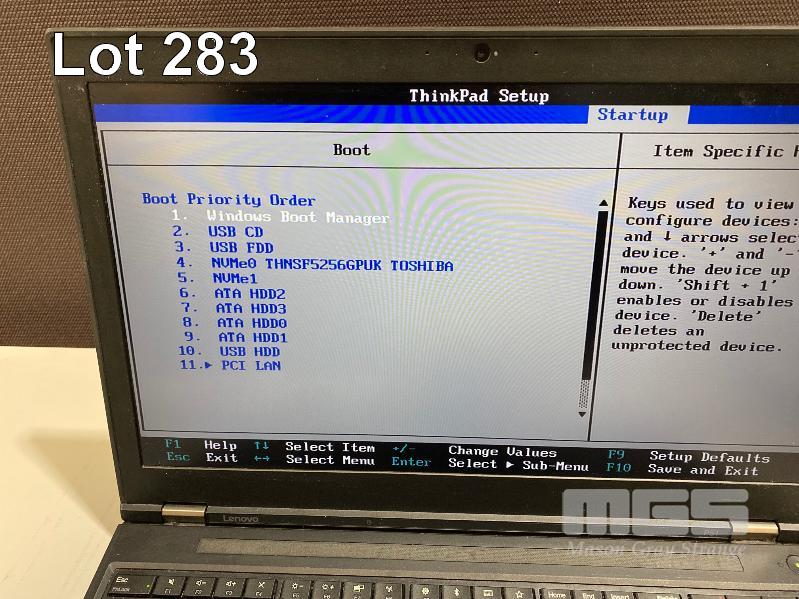 Lot 283
ThinkPad Setup
Startup
Boot
Item Specific H
Boot Priority Order
1. Windows Boot Manager
2. USB CD
3. USB FDD
4. NVMe0 THNSF5256GPUK TOSHIBA
5. NVMe1
6. ATA HDD2
7. ATA HDD3
8. ATA HDD0
9. ATA HDD1
10. USB HDD
11.▶ PCI LAN
Keys used to view
configure devices:
and ↓ arrows selec
device. '+' and '-'
move the device up
down. 'Shift + 1'
enables or disables
device. 'Delete'
deletes an
unprotected device.
F1 Help ↑↓ Select Item +/- Change Values F9 Setup Defaults
Esc Exit ←→ Select Menu Enter Select ▶ Sub-Menu F10 Save and Exit
Lenovo
MGS
Mason Gray Strange
Esc
Home End Insert